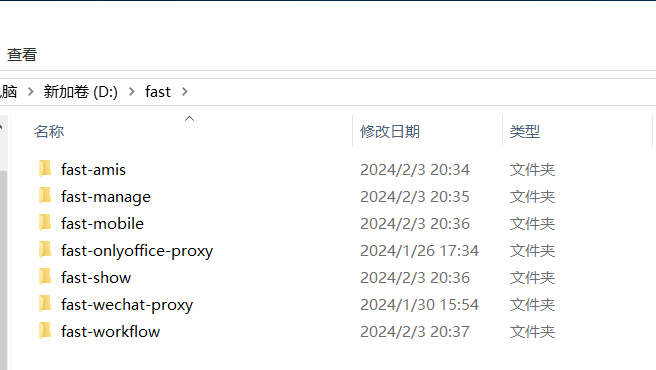 查看
脑 > 新加卷 (D:) > fast >
名称 修改日期 类型
fast-amis 2024/2/3 20:34 文件夹
fast-manage 2024/2/3 20:35 文件夹
fast-mobile 2024/2/3 20:36 文件夹
fast-onlyoffice-proxy 2024/1/26 17:34 文件夹
fast-show 2024/2/3 20:36 文件夹
fast-wechat-proxy 2024/1/30 15:54 文件夹
fast-workflow 2024/2/3 20:37 文件夹